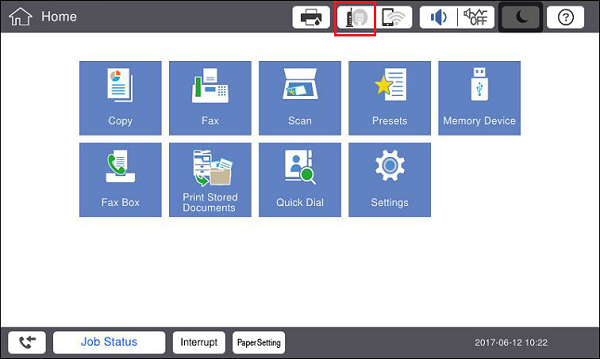 Home
OFF
?
Copy
Fax
Scan
Presets
Memory Device
Fax Box
Print Stored
Documents
Quick Dial
Settings
Job Status
Interrupt
PaperSetting
2017-06-12 10:22